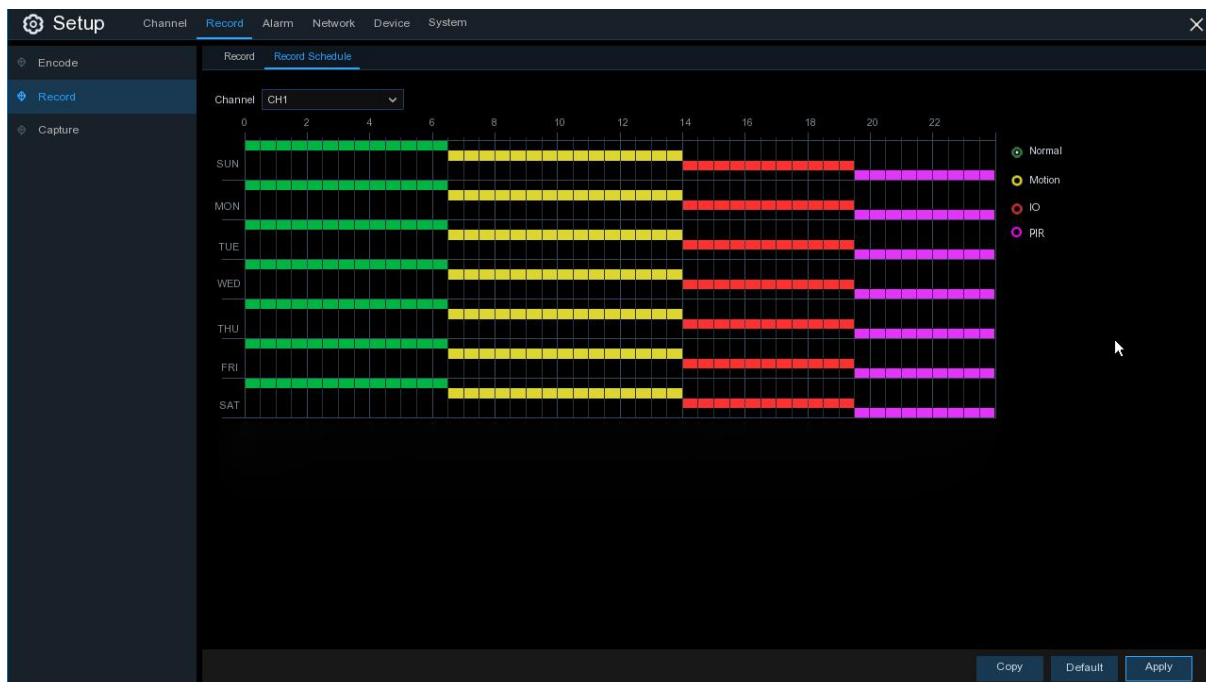 Setup Channel Record Alarm Network Device System
Encode
Record
Capture
Record Record Schedule
Channel CH1
0 2 4 6 8 10 12 14 16 18 20 22
SUN
MON
TUE
WED
THU
FRI
SAT
Normal
Motion
IO
PIR
Copy Default Apply